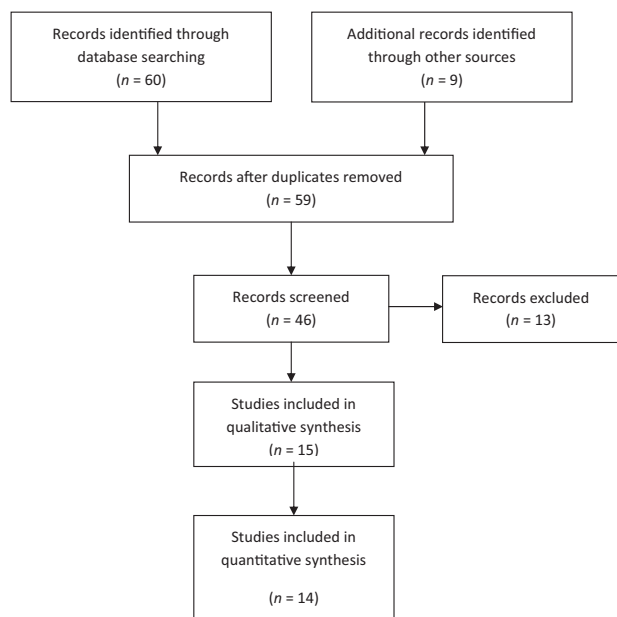 Records identified through
database searching
(n = 60)
Additional records identified
through other sources
(n = 9)
Records after duplicates removed
(n = 59)
Records screened
(n = 46)
Records excluded
(n = 13)
Studies included in
qualitative synthesis
(n = 15)
Studies included in
quantitative synthesis
(n = 14)